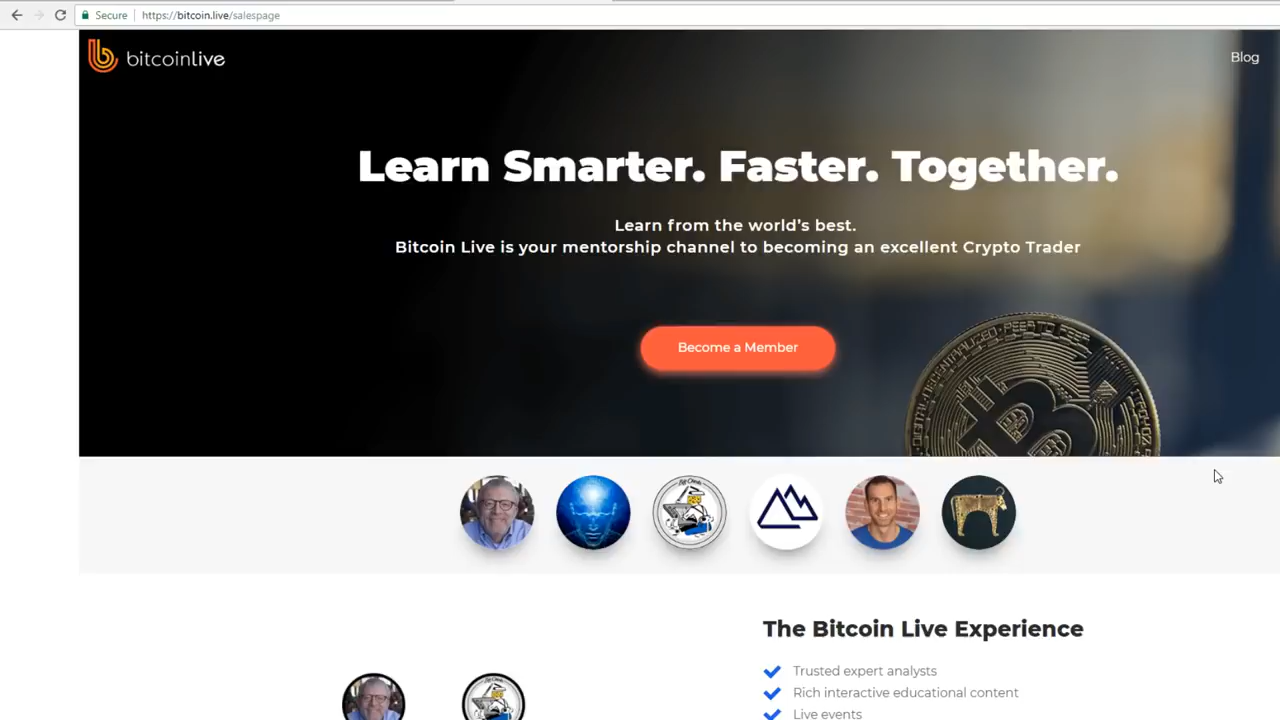 Secure
https://bitcoin.live/salespage
bitcoinlive
Blog
Learn Smarter. Faster. Together.
Learn from the world's best.
Bitcoin Live is your mentorship channel to becoming an excellent Crypto Trader
Become a Member
The Bitcoin Live Experience
Trusted expert analysts
Rich interactive educational content
Live events